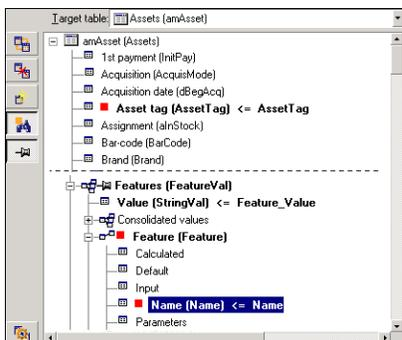 Target table: Assets (amAsset)
amAsset (Assets)
1st payment (InitPay)
Acquisition (AcquisMode)
Acquisition date (dBegAcq)
Asset tag (AssetTag) <= AssetTag
Assignment (aInStock)
Bar-code (BarCode)
Brand (Brand)
Features (FeatureVal)
Value (StringVal) <= Feature_Value
Consolidated values
Feature (Feature)
Calculated
Default
Input
Name (Name) <= Name
Parameters